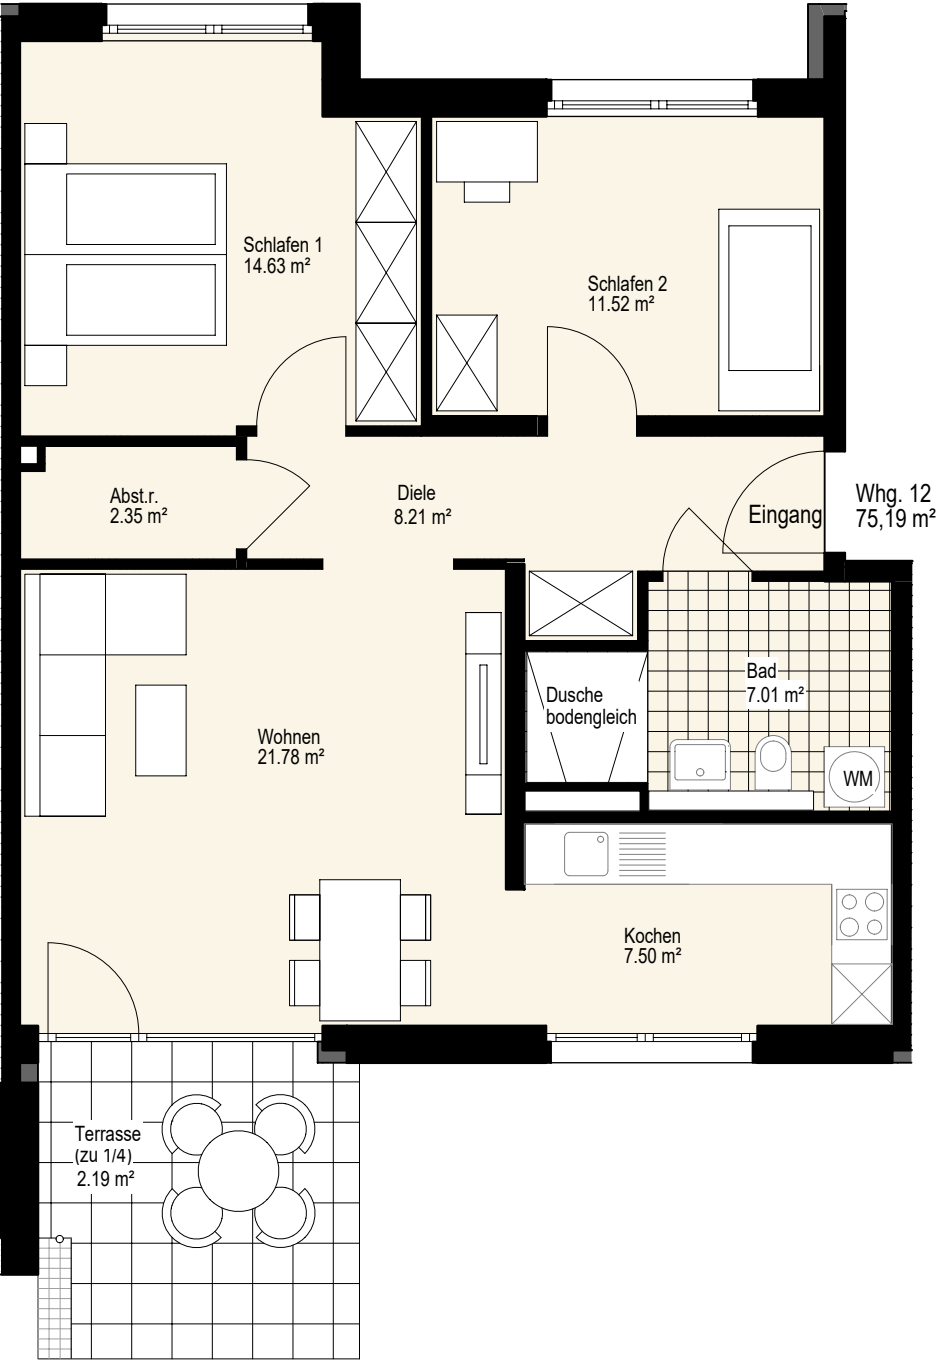 Schlafen 1
14.63 m²
Schlafen 2
11.52 m²
Abst.r.
2.35 m²
Diele
8.21 m²
Eingang
Whg. 12
75,19 m²
Wohnen
21.78 m²
Dusche
bodengleich
Bad
7.01 m²
WM
Kochen
7.50 m²
Terrasse
(zu 1/4)
2.19 m²